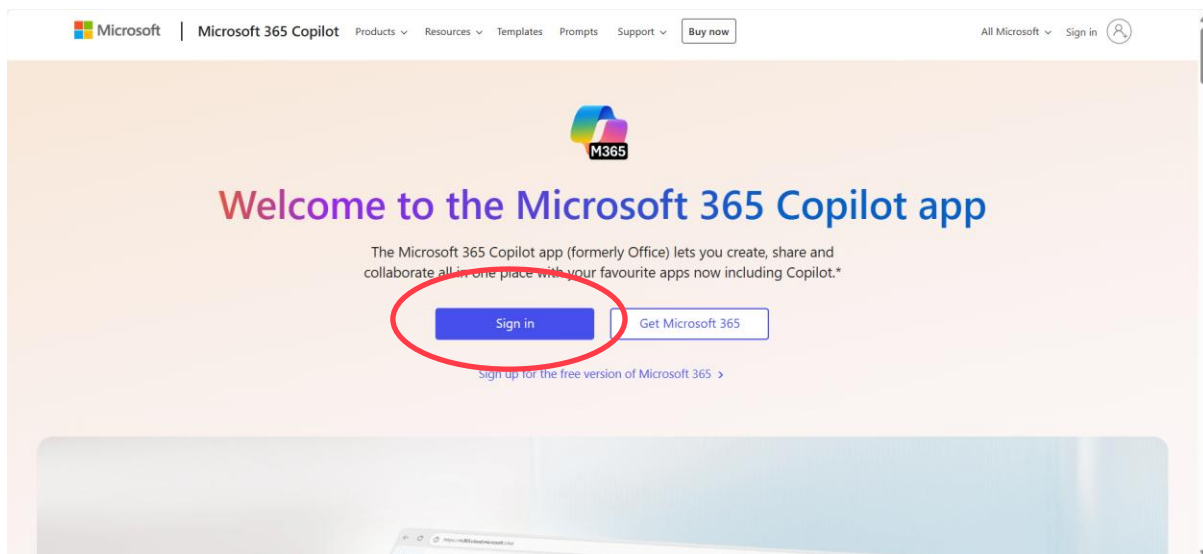 Microsoft Microsoft 365 Copilot Products Resources Templates Prompts Support Buy now All Microsoft Sign in
M365
Welcome to the Microsoft 365 Copilot app
The Microsoft 365 Copilot app (formerly Office) lets you create, share and
collaborate all in one place with your favourite apps now including Copilot.*
Sign in Get Microsoft 365
Sign up for the free version of Microsoft 365